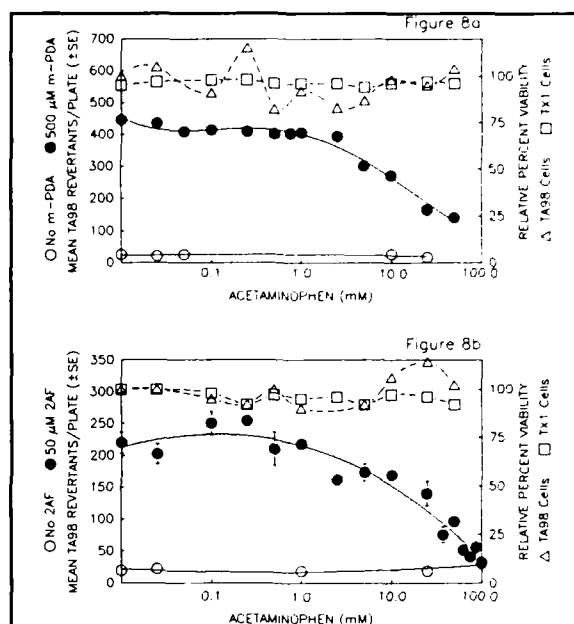 Figure 8a
○ No m-PDA ● 500 μM m-PDA
MEAN TA98 REVERTANTS/PLATE (±SE)
700
600
500
400
300
200
100
0
0.1
1.0
10.0
100.0
ACETAMINOPHEN (mM)
100
75
50
25
0
RELATIVE PERCENT VIABILITY
△ TA98 Cells □ Tx1 Cells
Figure 8b
○ No 2AF ● 50 μM 2AF
MEAN TA98 REVERTANTS/PLATE (±SE)
350
300
250
200
150
100
50
0
0.1
1.0
10.0
100.0
ACETAMINOPHEN (mM)
109
75
50
25
0
RELATIVE PERCENT VIABILITY
△ TA98 Cells □ Tx1 Cells